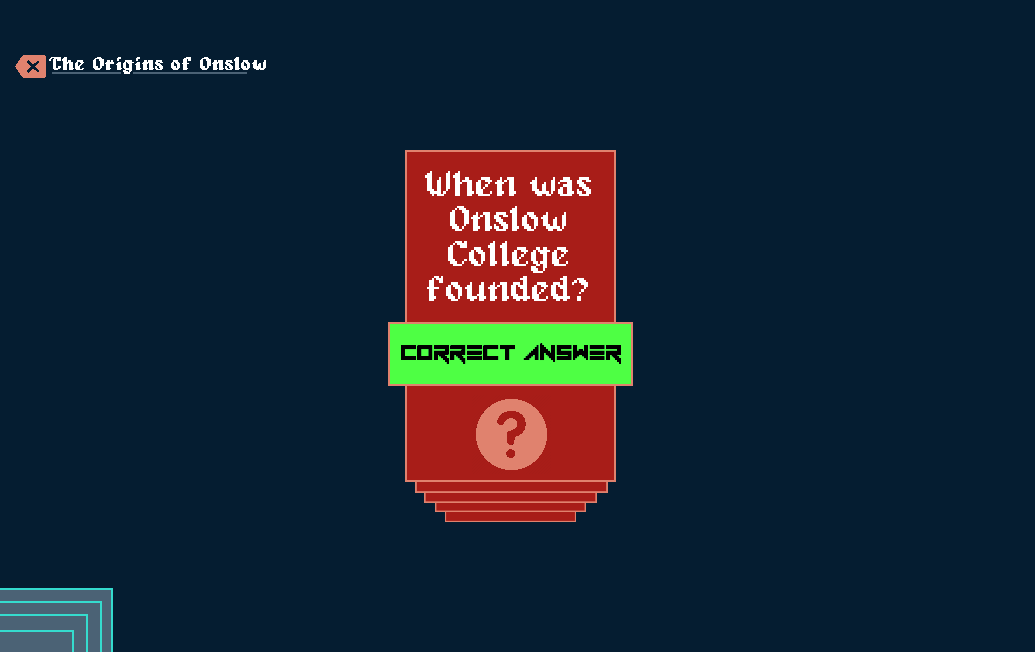 The Origins of Onslow
When was
Onslow
College
founded?
CORRECT ANSWER
?